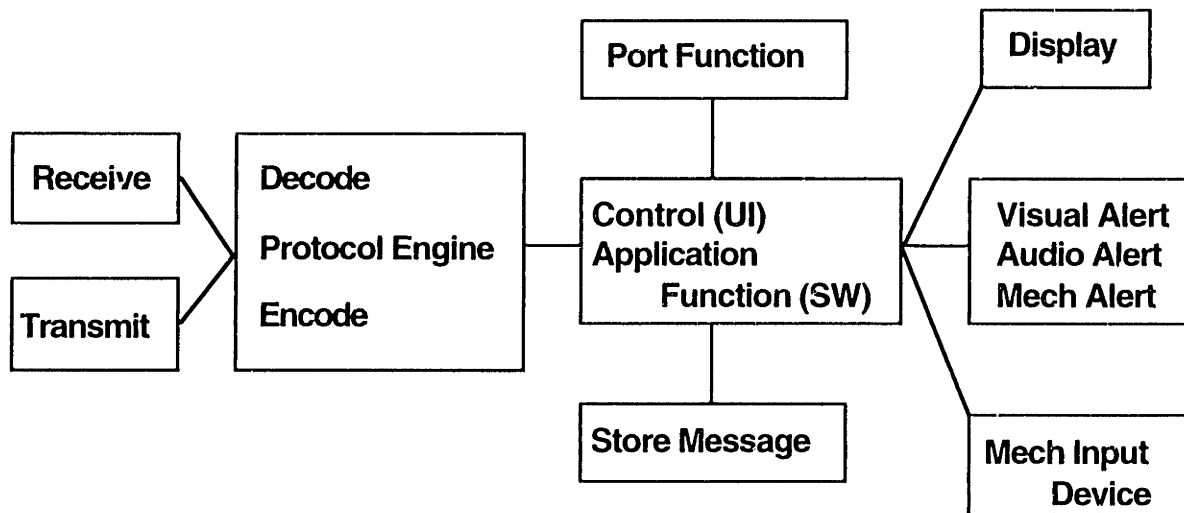 Receive
Transmit
Decode
Protocol Engine
Encode
Port Function
Control (UI)
Application
Function (SW)
Store Message
Display
Visual Alert
Audio Alert
Mech Alert
Mech Input
Device